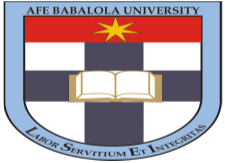 AFE BABALOLA UNIVERSITY
LABOR SERVITIUM ET INTEGRITAS